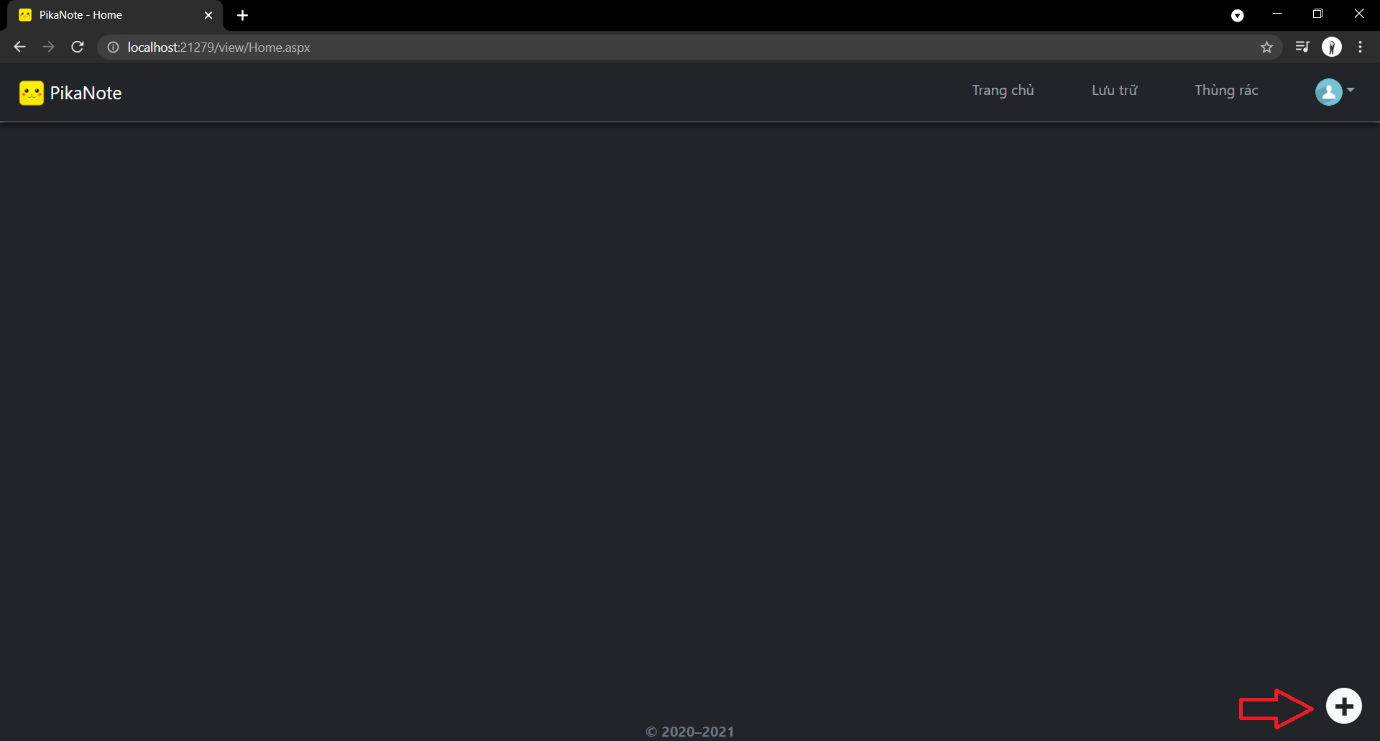 PikaNote - Home
localhost:21279/view/Home.aspx
PikaNote
Trang chủ
Lưu trữ
Thùng rác
© 2020–2021